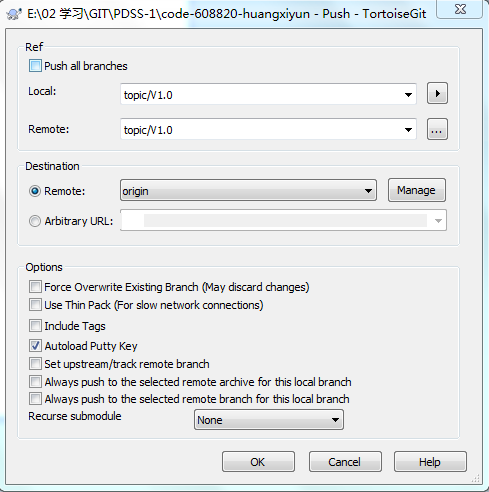 E:\02 学习\GIT\PDSS-1\code-608820-huangxiyun - Push - TortoiseGit
Ref
Push all branches
Local:
topic/V1.0
Remote:
topic/V1.0
...
Destination
Remote:
origin
Manage
Arbitrary URL:
Options
Force Overwrite Existing Branch (May discard changes)
Use Thin Pack (For slow network connections)
Include Tags
Autoload Putty Key
Set upstream/track remote branch
Always push to the selected remote archive for this local branch
Always push to the selected remote branch for this local branch
Recurse submodule
None
OK
Cancel
Help